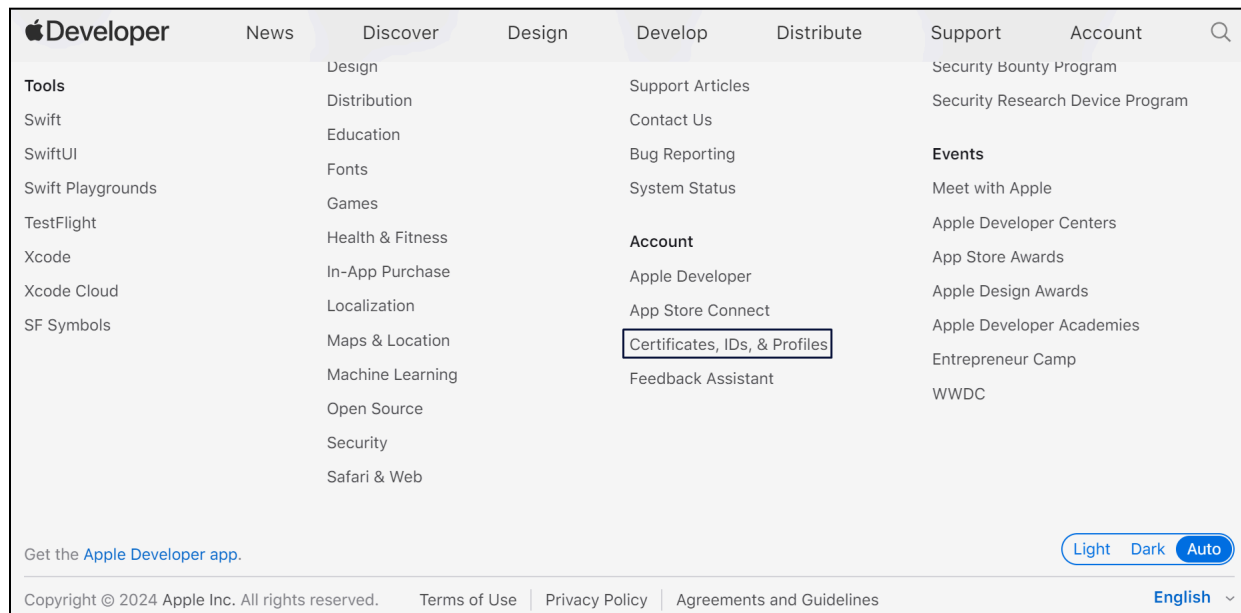 Developer News Discover Design Develop Distribute Support Account
Tools
Swift
SwiftUI
Swift Playgrounds
TestFlight
Xcode
Xcode Cloud
SF Symbols
Design
Distribution
Education
Fonts
Games
Health & Fitness
In-App Purchase
Localization
Maps & Location
Machine Learning
Open Source
Security
Safari & Web
Support Articles
Contact Us
Bug Reporting
System Status
Account
Apple Developer
App Store Connect
Certificates, IDs, & Profiles
Feedback Assistant
Security Bounty Program
Security Research Device Program
Events
Meet with Apple
Apple Developer Centers
App Store Awards
Apple Design Awards
Apple Developer Academies
Entrepreneur Camp
WWDC
Get the Apple Developer app.
Light Dark Auto
Copyright © 2024 Apple Inc. All rights reserved. Terms of Use Privacy Policy Agreements and Guidelines
English